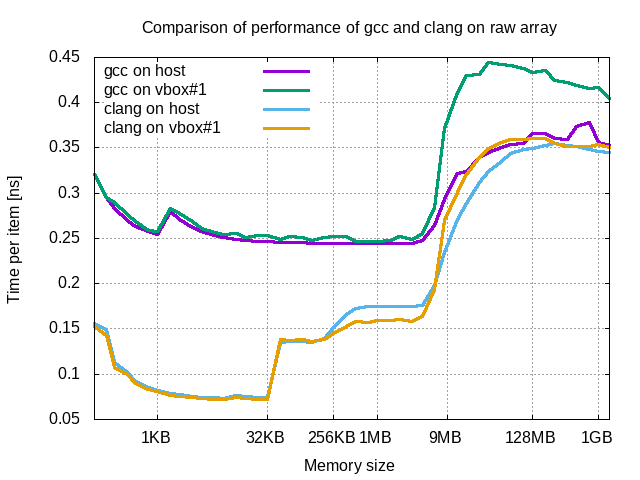 Comparison of performance of gcc and clang on raw array
0.45
0.4
0.35
0.3
0.25
0.2
0.15
0.1
0.05
Time per item [ns]
gcc on host
gcc on vbox#1
clang on host
clang on vbox#1
1KB 32KB 256KB 1MB 9MB 128MB 1GB
Memory size